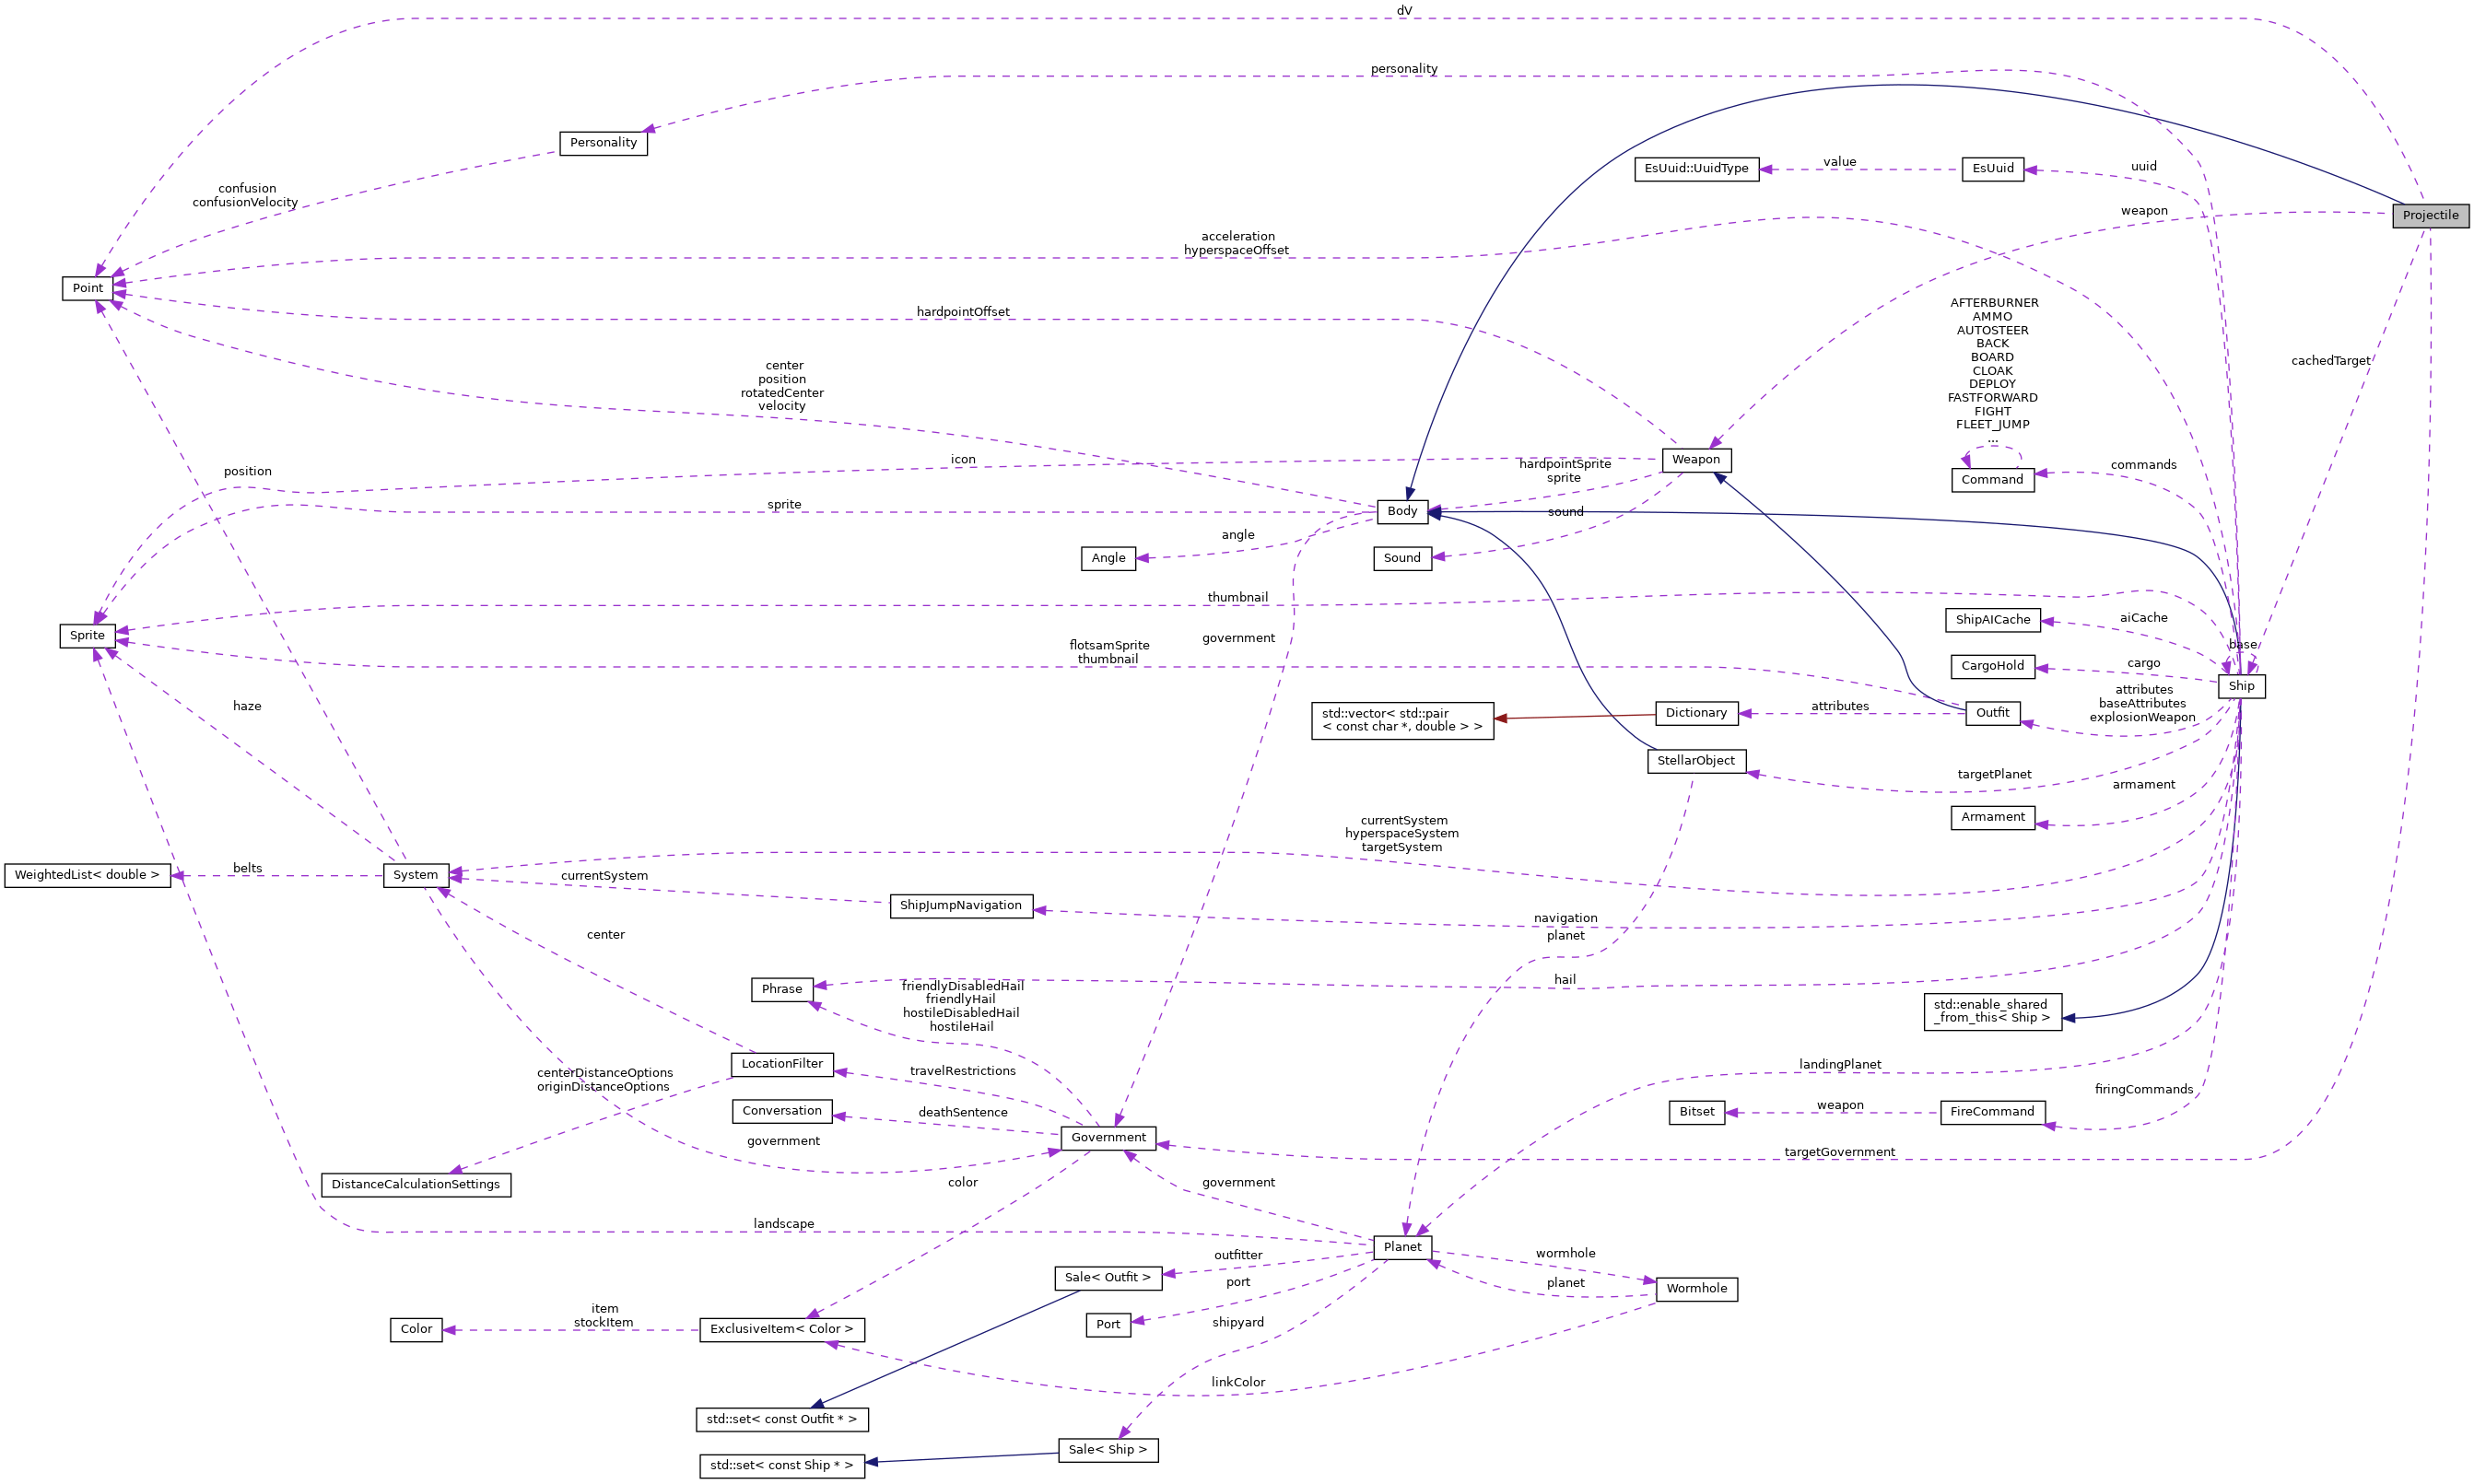 dV
personality
Personality
EsUuid::UuidType
value
EsUuid
uuid
confusion
confusionVelocity
weapon
Projectile
acceleration
hyperspaceOffset
Point
AFTERBURNER
AMMO
AUTOSTEER
BACK
BOARD
CLOAK
DEPLOY
FASTFORWARD
FIGHT
FLEET_JUMP
...
hardpointOffset
cachedTarget
center
position
rotatedCenter
velocity
position
icon
Weapon
hardpointSprite
sprite
commands
Command
sprite
Body
sound
angle
Angle
Sound
thumbnail
ShipAICache
aiCache
Sprite
government
flotsamSprite
thumbnail
base
CargoHold
cargo
Ship
haze
std::vector< std::pair
< const char *, double > >
Dictionary
attributes
Outfit
attributes
baseAttributes
explosionWeapon
StellarObject
targetPlanet
armament
Armament
currentSystem
hyperspaceSystem
targetSystem
WeightedList< double >
belts
System
currentSystem
ShipJumpNavigation
navigation
center
planet
Phrase
friendlyDisabledHail
friendlyHail
hostileDisabledHail
hostileHail
hail
std::enable_shared
_from_this< Ship >
LocationFilter
centerDistanceOptions
originDistanceOptions
travelRestrictions
landingPlanet
firingCommands
Conversation
deathSentence
Bitset
weapon
FireCommand
government
Government
targetGovernment
DistanceCalculationSettings
color
government
landscape
Planet
outfitter
wormhole
Sale< Outfit >
port
planet
Wormhole
item
stockItem
Color
ExclusiveItem< Color >
Port
shipyard
linkColor
std::set< const Outfit * >
Sale< Ship >
std::set< const Ship * >